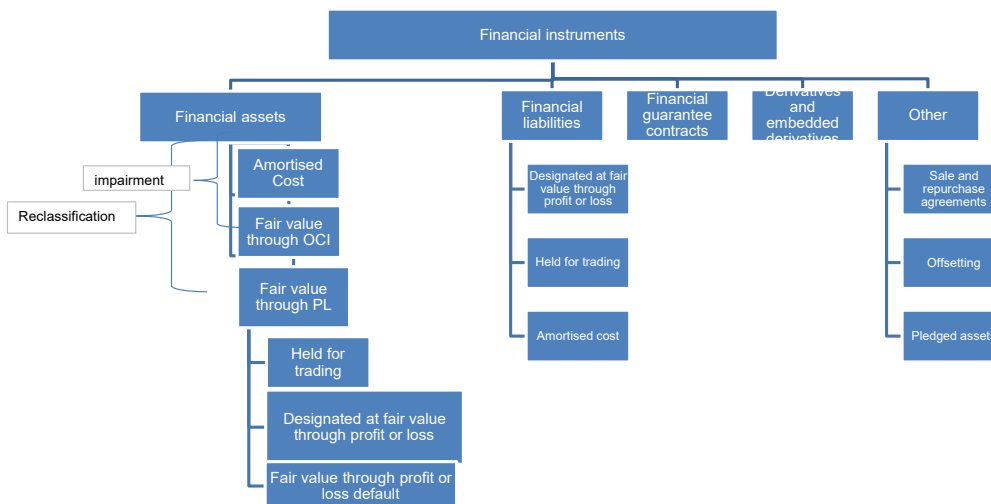 Financial instruments
Financial assets
Financial
liabilities
Financial
guarantee
contracts
Derivatives
and
embedded
derivatives
Other
impairment
Reclassification
Amortised
Cost
Fair value
through OCI
Fair value
through PL
Held for
trading
Designated at fair value
through profit or loss
Fair value through profit or
loss default
Designated at fair
value through
profit or loss
Held for trading
Amortised cost
Sale and
repurchase
agreements
Offsetting
Pledged assets